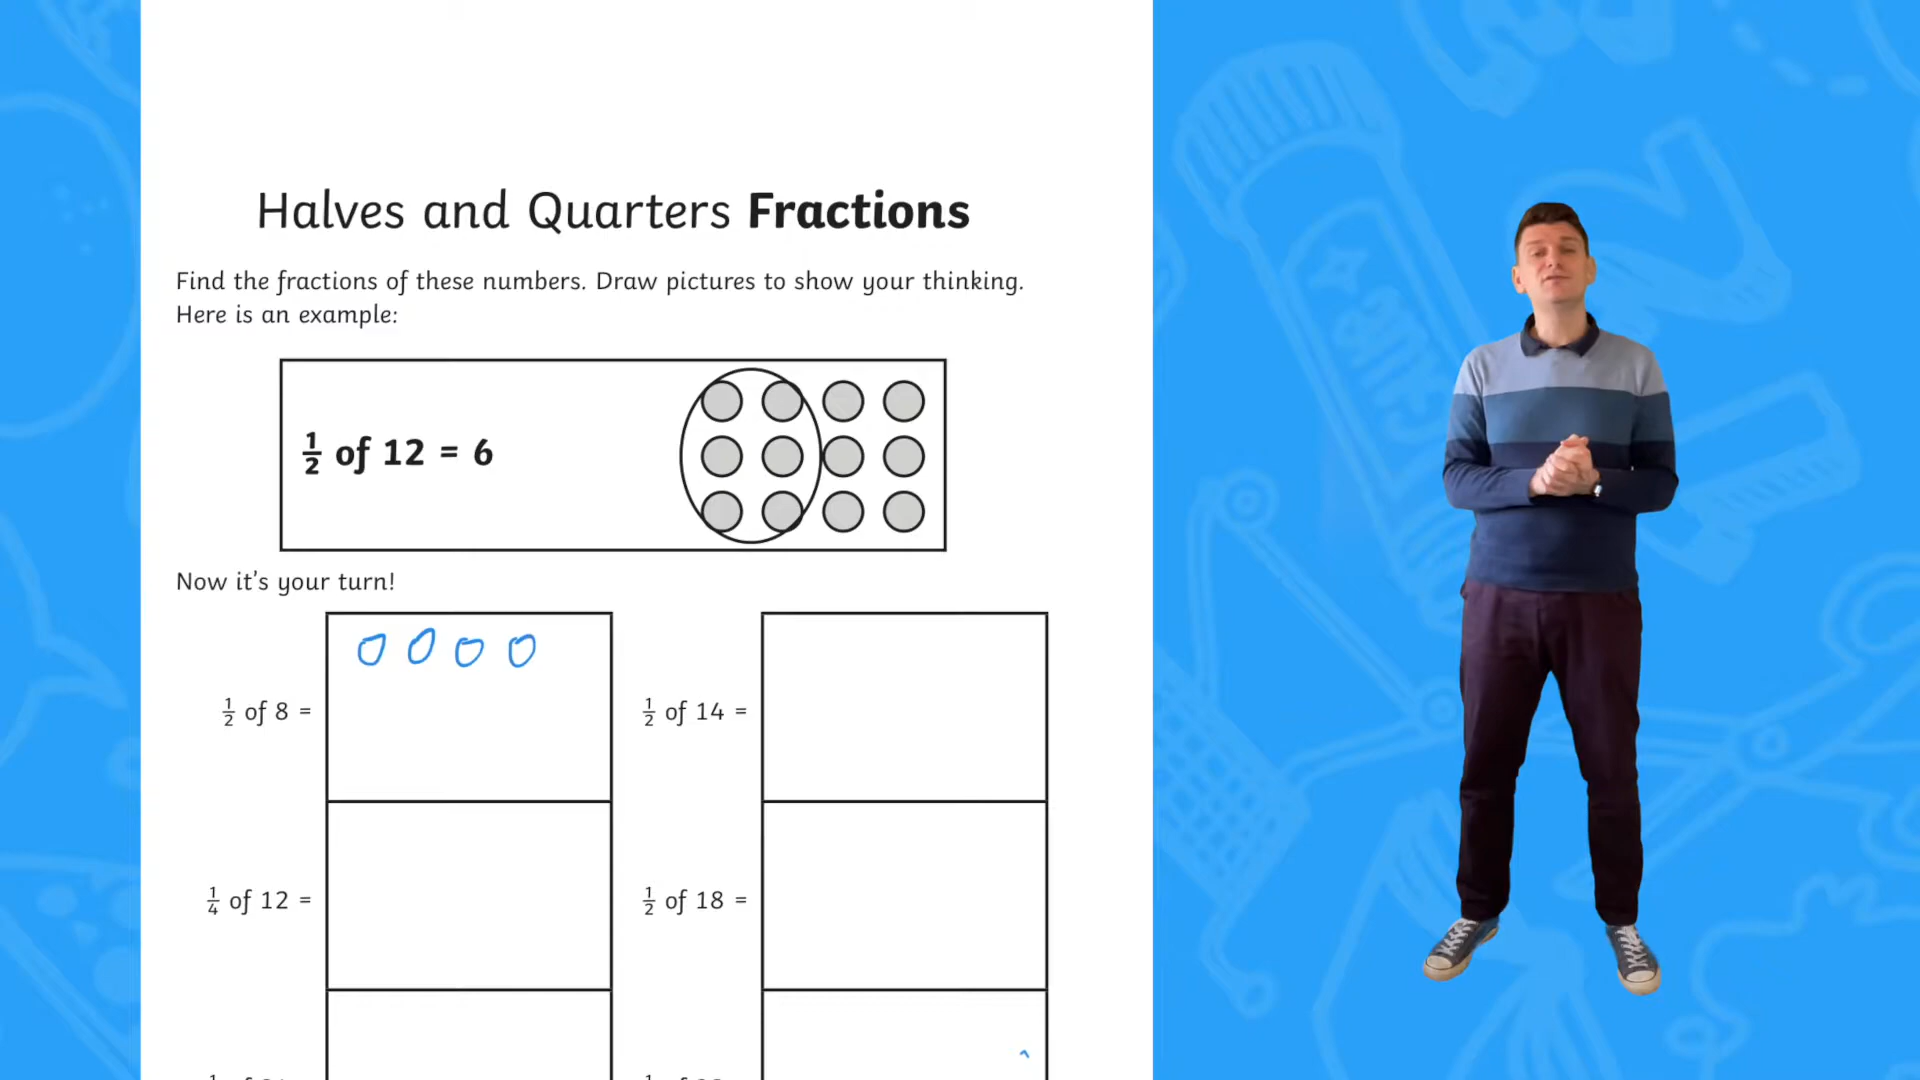 Halves and Quarters Fractions
Find the fractions of these numbers. Draw pictures to show your thinking.
Here is an example:
1/2 of 12 = 6
Now it's your turn!
1/2 of 8 =
1/2 of 14 =
1/4 of 12 =
1/2 of 18 =